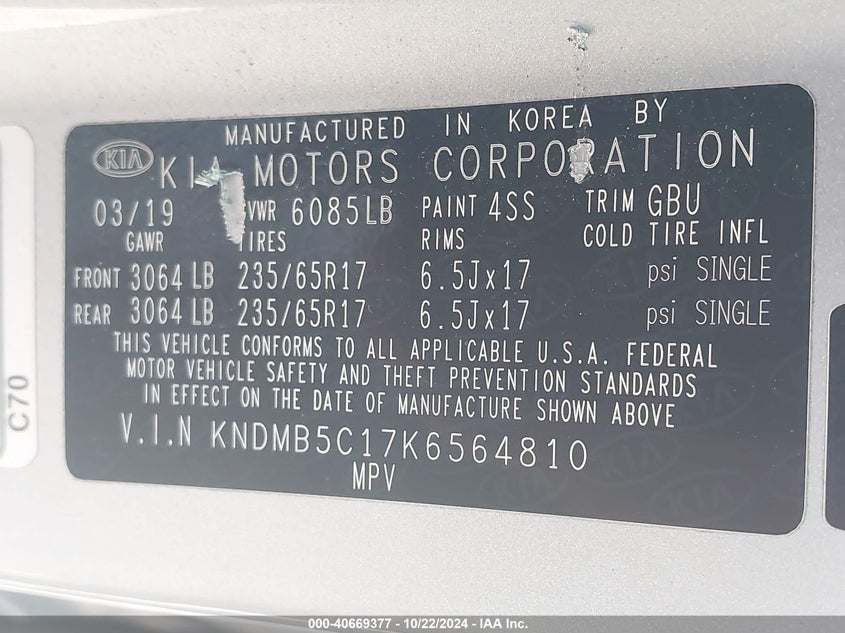 MANUFACTURED IN KOREA BY
KIA KIA MOTORS CORPORATION
03/19 VWR 6085LB PAINT 4SS TRIM GBU
GAWR TIRES RIMS COLD TIRE INFL
FRONT 3064 LB 235/65R17 6.5Jx17 psi SINGLE
REAR 3064 LB 235/65R17 6.5Jx17 psi SINGLE
THIS VEHICLE CONFORMS TO ALL APPLICABLE U.S.A. FEDERAL
MOTOR VEHICLE SAFETY AND THEFT PREVENTION STANDARDS
IN EFFECT ON THE DATE OF MANUFACTURE SHOWN ABOVE
V.I.N KNDMB5C17K6564810
MPV
C70
000-40669377 - 10/22/2024 - IAA Inc.